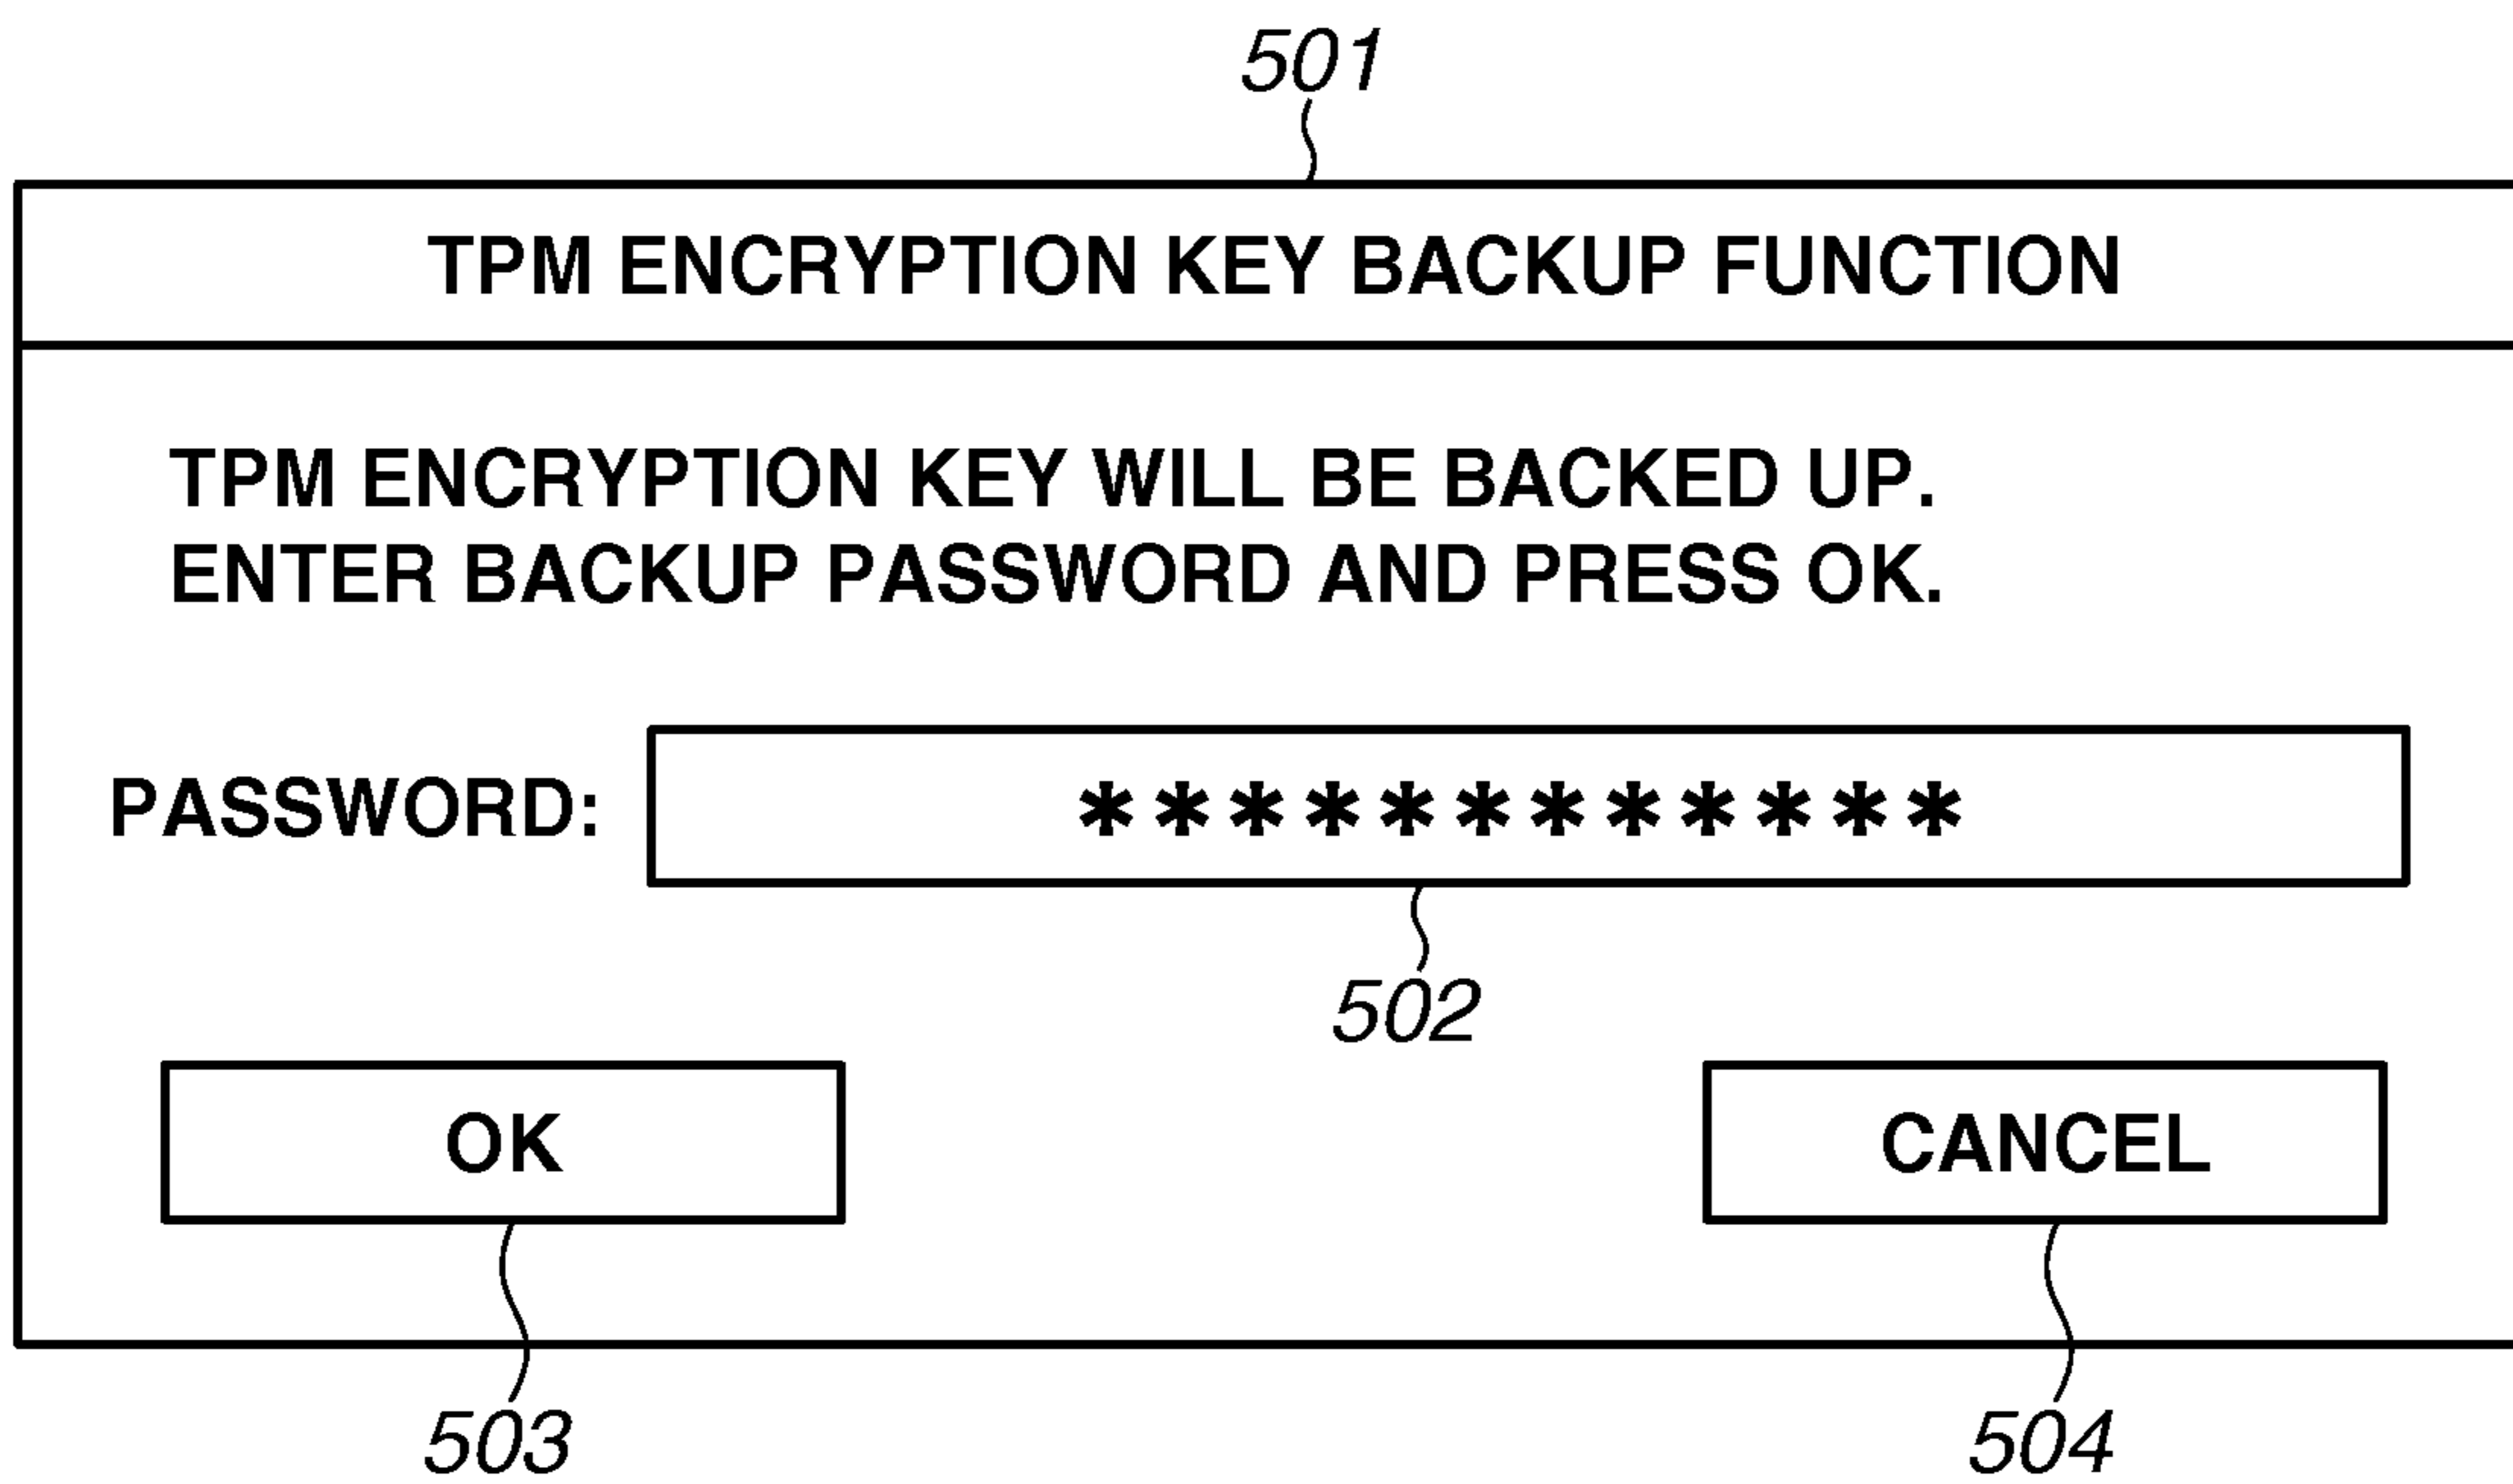 501
TPM ENCRYPTION KEY BACKUP FUNCTION
TPM ENCRYPTION KEY WILL BE BACKED UP.
ENTER BACKUP PASSWORD AND PRESS OK.
PASSWORD: ************
502
OK CANCEL
503 504